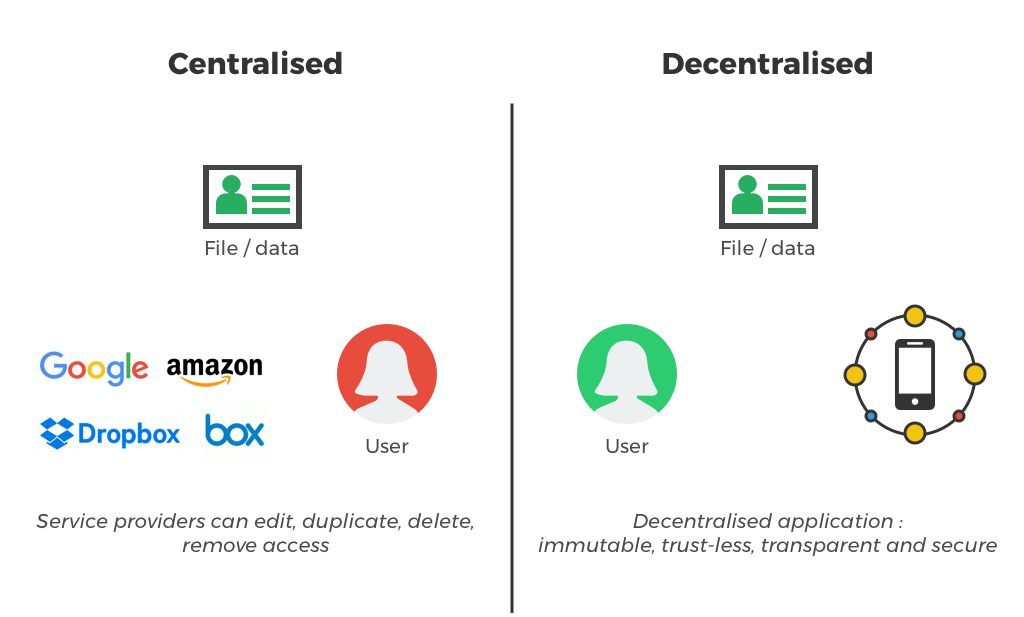 Centralised
File / data
Google
amazon
Dropbox
box
User
Service providers can edit, duplicate, delete,
remove access
Decentralised
File / data
User
Decentralised application :
immutable, trust-less, transparent and secure